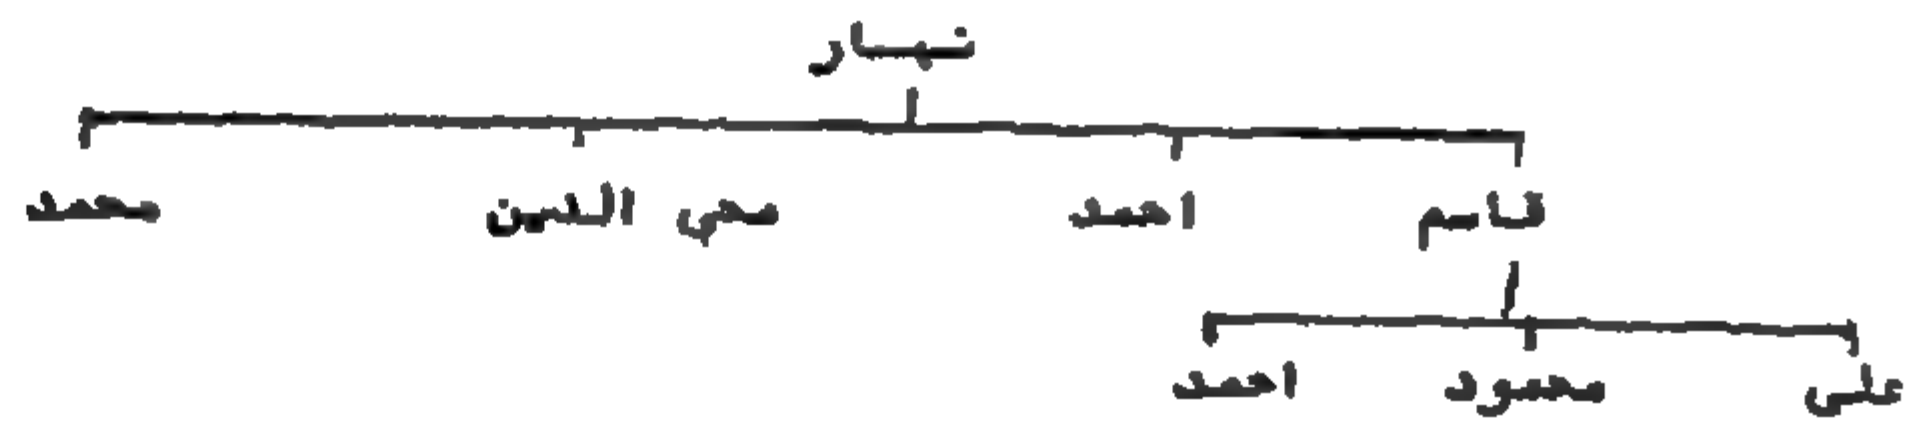 نهار
قاسم احمد محي الدين محمد
على محمود احمد